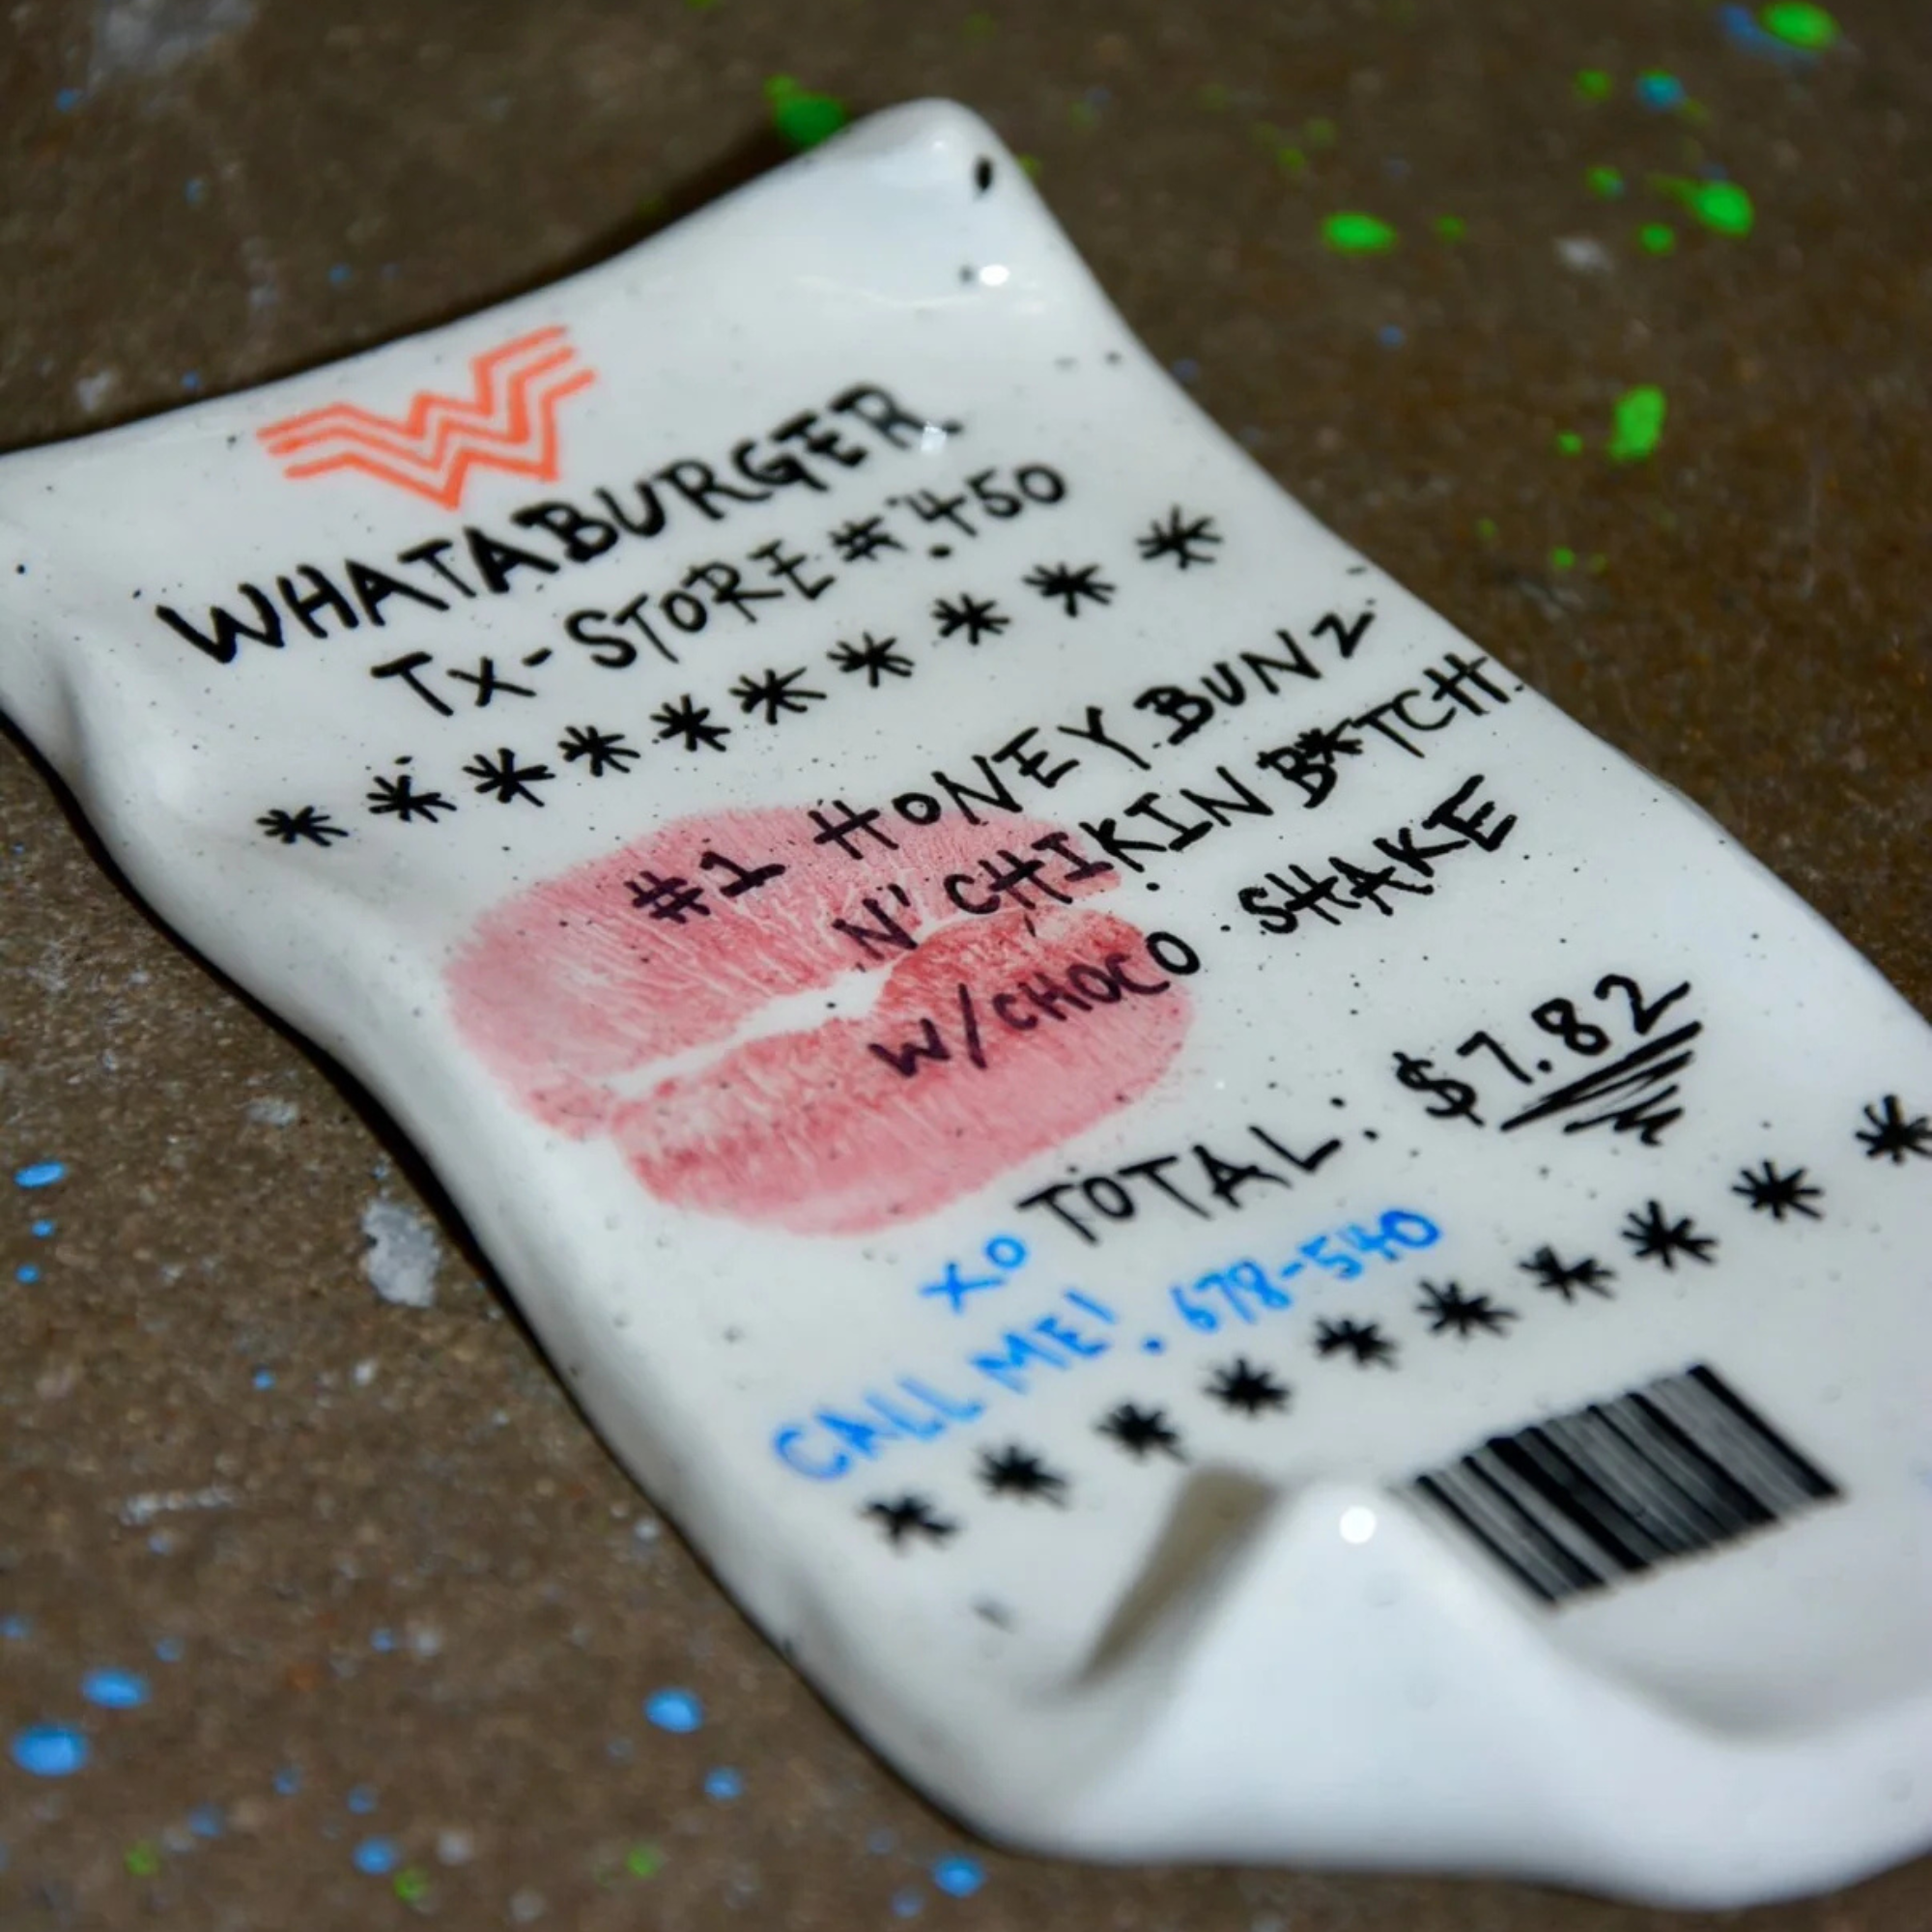 WHATABURGER
TX-STORE #450
* * * * * * * * *
#1 HONEY BUNZ
N' CHIKIN B*TCH
W/CHOCO SHAKE
TOTAL: $7.82
XO
CALL ME! 678-540
* * * * * * * * * *